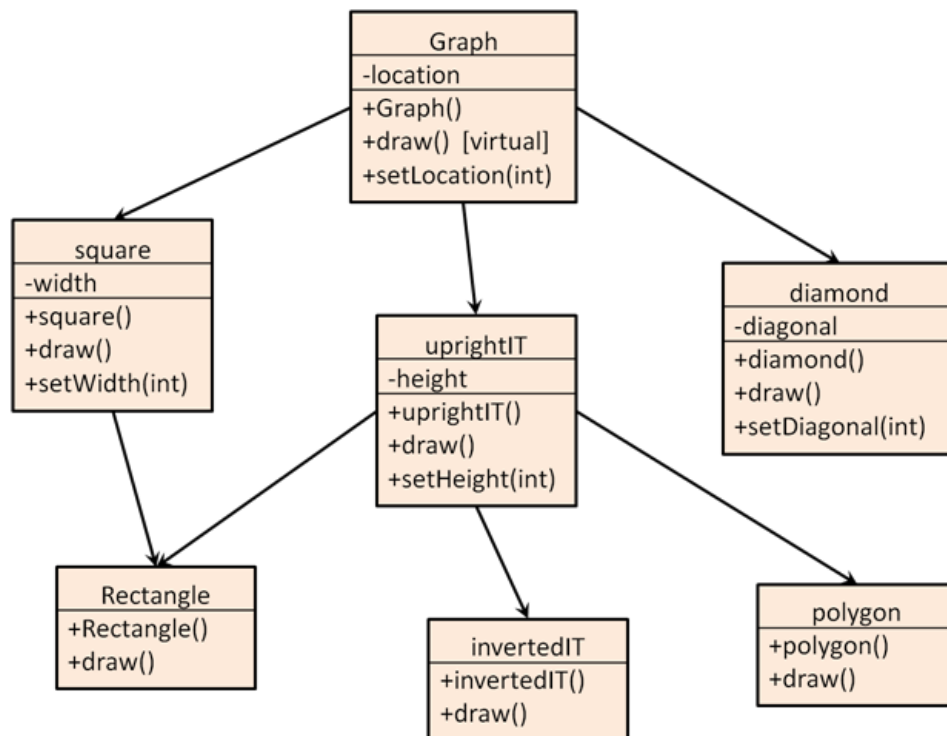 Graph
-location
+Graph()
+draw() [virtual]
+setLocation(int)
square
-width
+square()
+draw()
+setWidth(int)
uprightIT
-height
+uprightIT()
+draw()
+setHeight(int)
diamond
-diagonal
+diamond()
+draw()
+setDiagonal(int)
Rectangle
+Rectangle()
+draw()
invertedIT
+invertedIT()
+draw()
polygon
+polygon()
+draw()